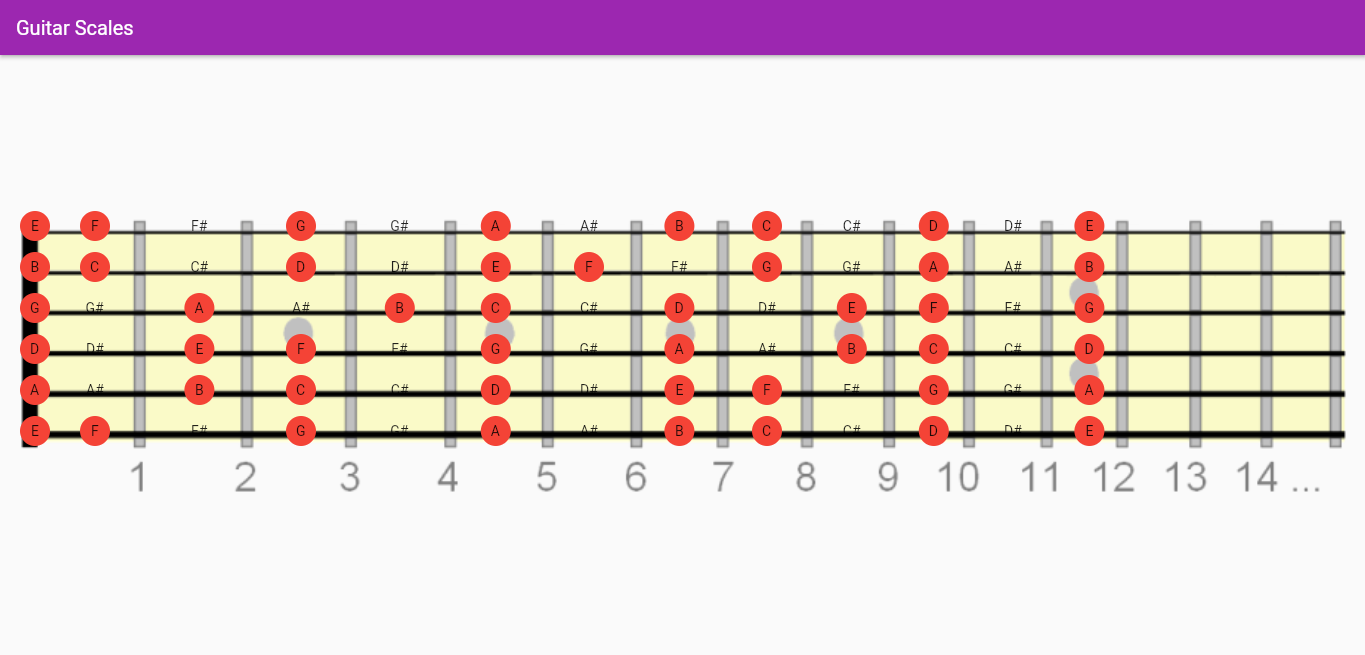 Guitar Scales
E F F# G G# A A# B C C# D D# E
B C C# D D# E F F# G G# A A# B
G G# A A# B C C# D D# E F F# G
D D# E F F# G G# A A# B C C# D
A A# B C C# D D# E F F# G G# A
E F F# G G# A A# B C C# D D# E
1 2 3 4 5 6 7 8 9 10 11 12 13 14 ...